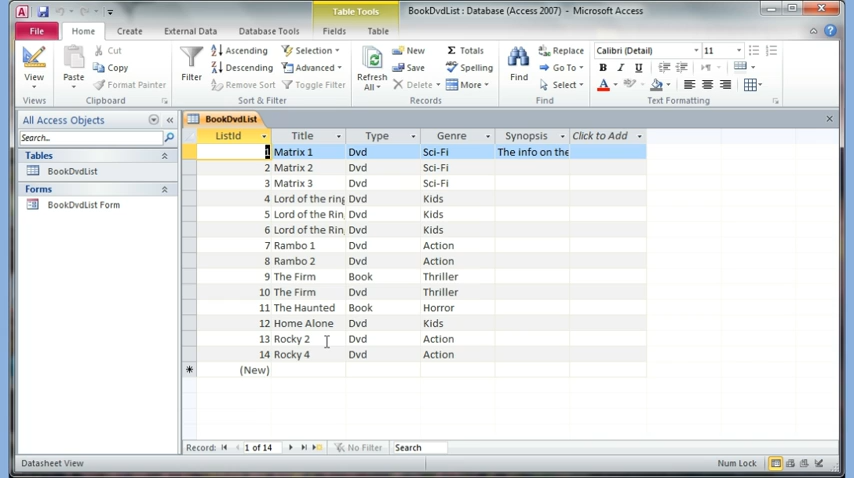 Table Tools
BookDvdList : Database (Access 2007) - Microsoft Access
File Home Create External Data Database Tools Fields Table
View
Views
Paste
Cut
Copy
Format Painter
Clipboard
Filter
Ascending
Descending
Remove Sort
Selection
Advanced
Toggle Filter
Sort & Filter
Refresh
All
New
Save
Delete
Totals
Spelling
More
Records
Find
Replace
Go To
Select
Find
Calibri (Detail) 11
B I U
A
Text Formatting
All Access Objects
Search...
Tables
BookDvdList
Forms
BookDvdList Form
BookDvdList
ListId Title Type Genre Synopsis Click to Add
1 Matrix 1 Dvd Sci-Fi The info on the
2 Matrix 2 Dvd Sci-Fi
3 Matrix 3 Dvd Sci-Fi
4 Lord of the ring Dvd Kids
5 Lord of the Rin Dvd Kids
6 Lord of the Rin Dvd Kids
7 Rambo 1 Dvd Action
8 Rambo 2 Dvd Action
9 The Firm Book Thriller
10 The Firm Dvd Thriller
11 The Haunted Book Horror
12 Home Alone Dvd Kids
13 Rocky 2 Dvd Action
14 Rocky 4 Dvd Action
(New)
Record: 1 of 14 No Filter Search
Datasheet View Num Lock